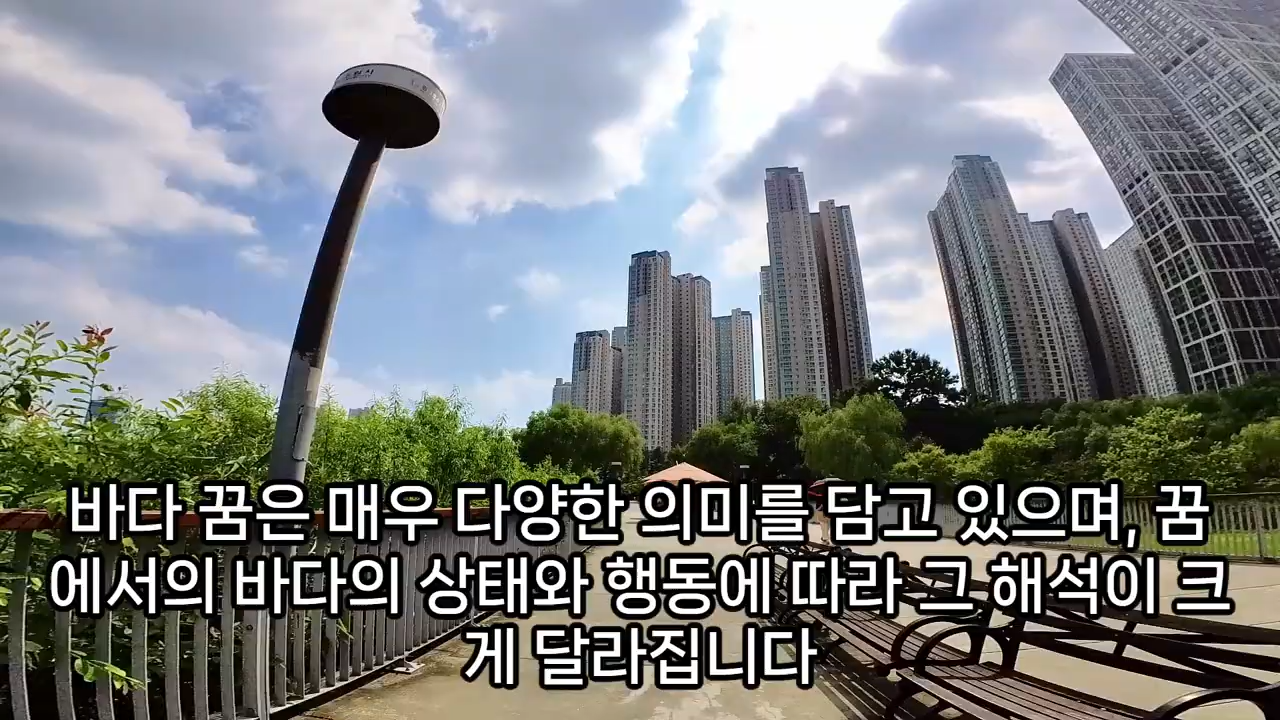 바다 꿈은 매우 다양한 의미를 담고 있으며, 꿈
에서의 바다의 상태와 행동에 따라 그 해석이 크
게 달라집니다